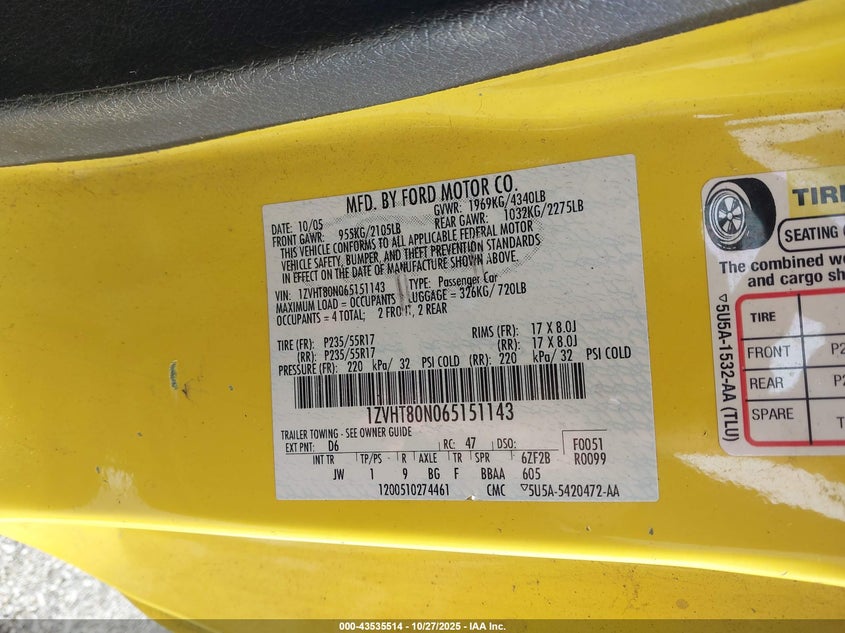 MFD. BY FORD MOTOR CO.
DATE: 10/05 GVWR: 1969KG/4340LB
FRONT GAWR: 955KG/2105LB REAR GAWR: 1032KG/2275LB
THIS VEHICLE CONFORMS TO ALL APPLICABLE FEDERAL MOTOR
VEHICLE SAFETY, BUMPER, AND THEFT PREVENTION STANDARDS
IN EFFECT ON THE DATE OF MANUFACTURE SHOWN ABOVE.
VIN: 1ZVHT80N065151143 TYPE: Passenger Car
MAXIMUM LOAD = OCCUPANTS LUGGAGE = 326KG/720LB
OCCUPANTS = 4 TOTAL; 2 FRONT, 2 REAR
TIRE (FR): P235/55R17 RIMS (FR): 17 X 8.0J
(RR): P235/55R17 (RR): 17 X 8.0J
PRESSURE (FR): 220 kPa/ 32 PSI COLD (RR): 220 kPa/ 32 PSI COLD
1ZVHT80N065151143
TRAILER TOWING - SEE OWNER GUIDE
EXT PNT: D6 RC: 47 DSO: F0051
INT TR TP/PS R AXLE TR SPR 6ZF2B R0099
JW 1 9 BG F BBAA 605
1200510274461 CMC ▽5U5A-5420472-AA
TIR
SEATING
The combined
and cargo
▽5U5A-1532-AA (TLU)
TIRE
FRONT P2
REAR P2
SPARE T
000-43535514 - 10/27/2025 - IAA Inc.